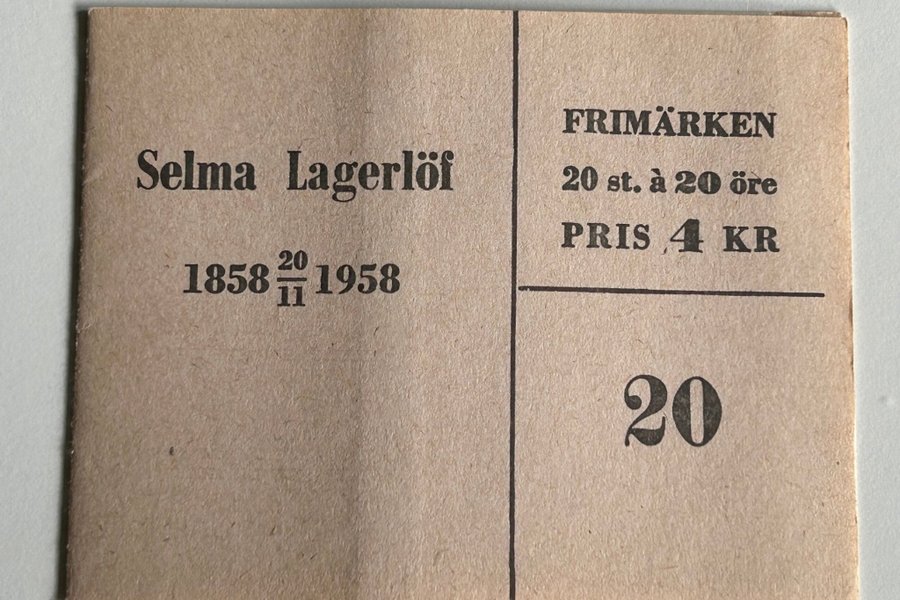 Selma Lagerlöf
1858 20/11 1958
FRIMÄRKEN
20 st. à 20 öre
PRIS 4 KR
20